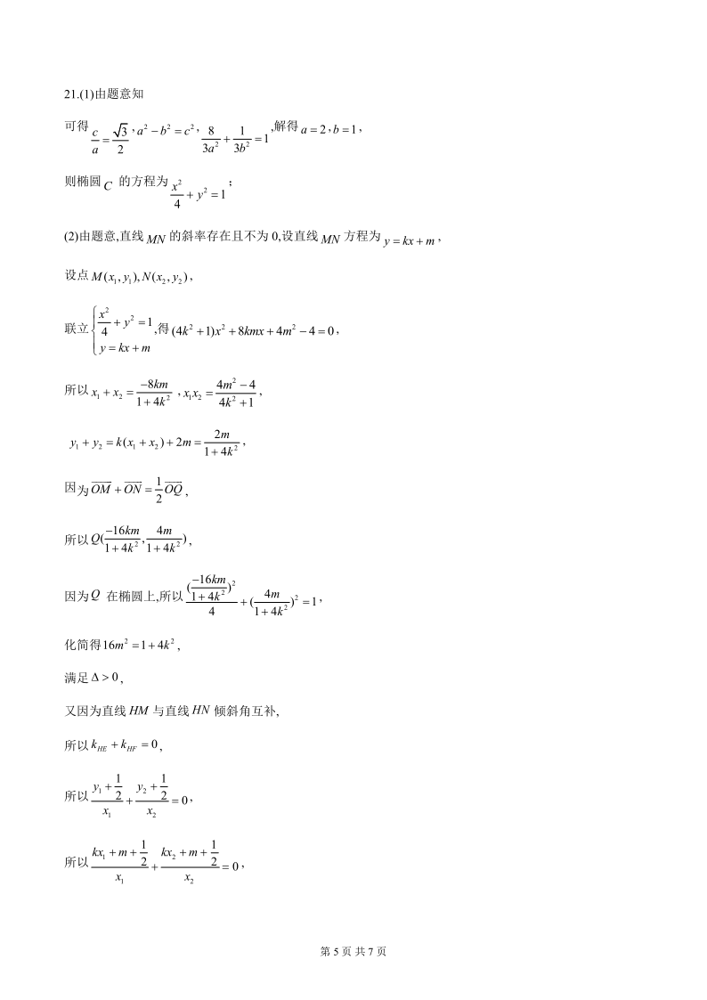 21.(1)由题意知
可得 $\frac{c}{a}=\frac{\sqrt{3}}{2}$ , $a^2-b^2=c^2$ , $\frac{8}{3a^2}+\frac{1}{3b^2}=1$ ,解得 $a=2$ , $b=1$ ,
则椭圆 $C$ 的方程为 $\frac{x^2}{4}+y^2=1$ ；
(2)由题意,直线 $MN$ 的斜率存在且不为 0,设直线 $MN$ 方程为 $y=kx+m$ ,
设点 $M(x_1,y_1),N(x_2,y_2)$ ,
联立 $\begin{cases}\frac{x^2}{4}+y^2=1\\y=kx+m\end{cases}$ ,得 $(4k^2+1)x^2+8kmx+4m^2-4=0$ ,
所以 $x_1+x_2=\frac{-8km}{1+4k^2}$ , $x_1x_2=\frac{4m^2-4}{4k^2+1}$ ,
$y_1+y_2=k(x_1+x_2)+2m=\frac{2m}{1+4k^2}$ ,
因为 $\overrightarrow{OM}+\overrightarrow{ON}=\frac{1}{2}\overrightarrow{OQ}$ ,
所以 $Q(\frac{-16km}{1+4k^2},\frac{4m}{1+4k^2})$ ,
因为 $Q$ 在椭圆上,所以 $\frac{(\frac{-16km}{1+4k^2})^2}{4}+(\frac{4m}{1+4k^2})^2=1$ ,
化简得 $16m^2=1+4k^2$ ,
满足 $\Delta>0$ ,
又因为直线 $HM$ 与直线 $HN$ 倾斜角互补,
所以 $k_{HE}+k_{HF}=0$ ,
所以 $\frac{y_1+\frac{1}{2}}{x_1}+\frac{y_2+\frac{1}{2}}{x_2}=0$ ,
所以 $\frac{kx_1+m+\frac{1}{2}}{x_1}+\frac{kx_2+m+\frac{1}{2}}{x_2}=0$ ,
第 5 页 共 7 页